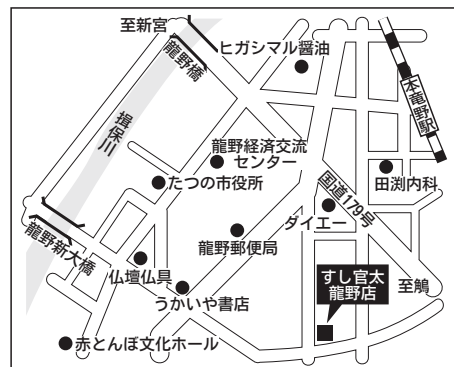 至新宮
龍野橋
ヒガシマル醤油
本竜野駅
揖保川
龍野経済交流
センター
たつの市役所
国道179号
田渕内科
ダイエー
龍野新大橋
龍野郵便局
仏壇仏具
すし官太
龍野店
至鵤
うかいや書店
赤とんぼ文化ホール